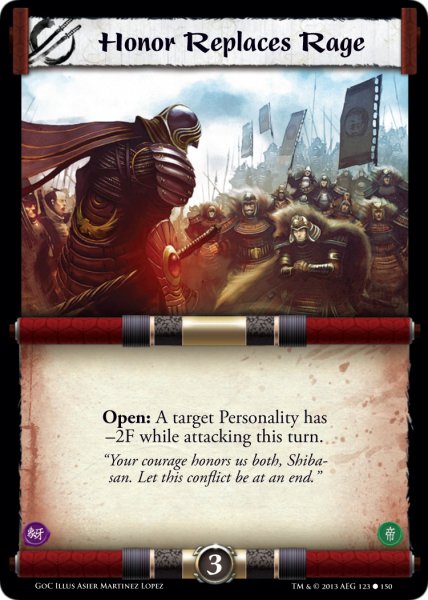 Honor Replaces Rage
Open: A target Personality has
–2F while attacking this turn.
“Your courage honors us both, Shiba-
san. Let this conflict be at an end.”
帝
3
GoC Illus Asier Martinez Lopez
TM & © 2013 AEG 123 ● 150